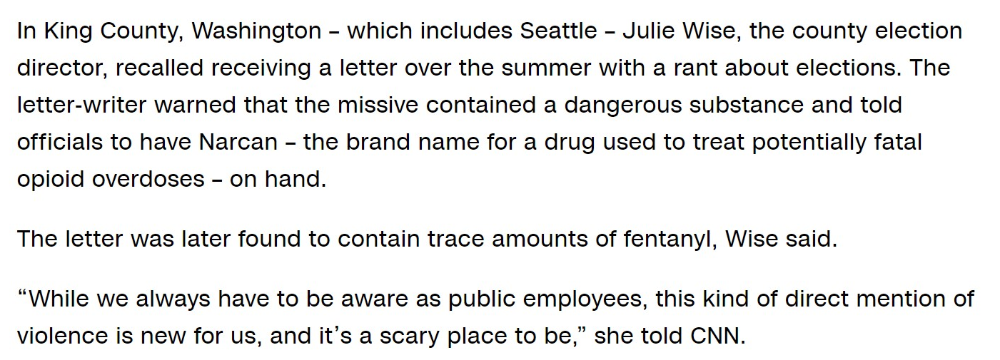 In King County, Washington – which includes Seattle – Julie Wise, the county election
director, recalled receiving a letter over the summer with a rant about elections. The
letter-writer warned that the missive contained a dangerous substance and told
officials to have Narcan – the brand name for a drug used to treat potentially fatal
opioid overdoses – on hand.
The letter was later found to contain trace amounts of fentanyl, Wise said.
“While we always have to be aware as public employees, this kind of direct mention of
violence is new for us, and it’s a scary place to be,” she told CNN.